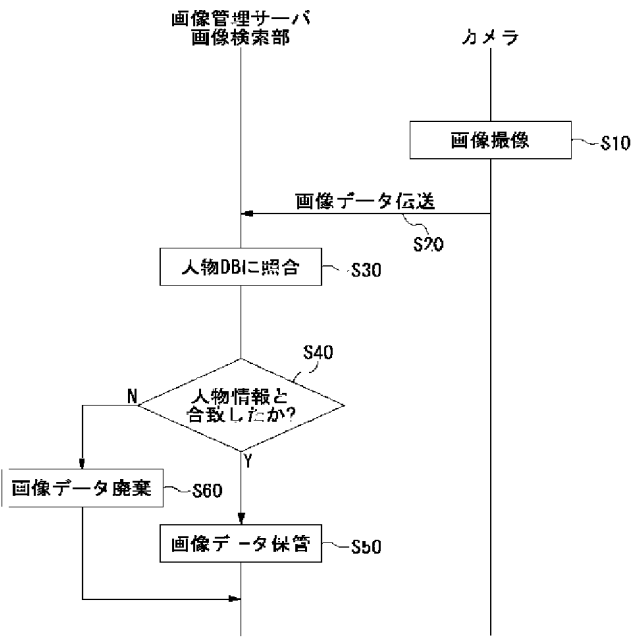 画像管理サーバ
画像検索部
カメラ
画像撮像
S10
画像データ伝送
S20
人物DBに照合
S30
S40
人物情報と
合致したか?
N
Y
画像データ廃棄
S60
画像データ保管
S50